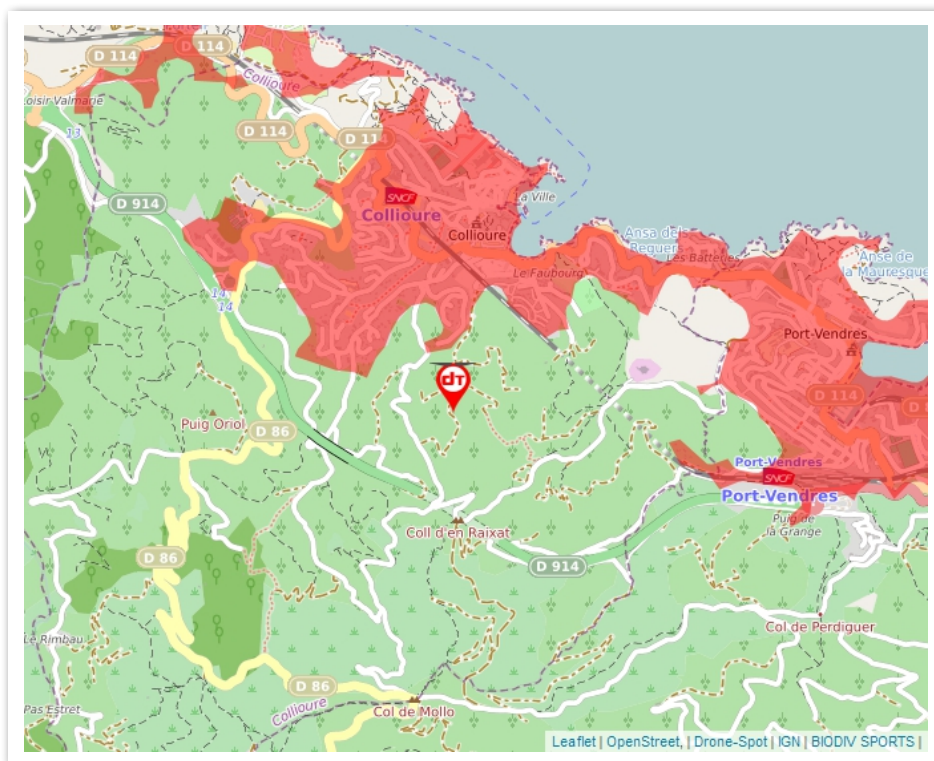 D 114
D 114
Collioure
Loisir Valmarie
13
D 114
D 11
D 914
SNCF
Collioure
Collioure
a Ville
Ansa del
Reguer
Les Batteries
Anse de
la Mauresque
Le Faubourg
14
14
Port-Vendres
dT
D 114
Puig Oriol
D 86
Port-Vendres
SNCF
Port-Vendres
Puig de
la Grange
Coll d'en Raixat
D 86
D 914
Le Rimbau
Col de Perdiguer
D 86
Pas Estret
Collioure
Col de Mollo
Leaflet | OpenStreet, | Drone-Spot | IGN | BIODIV SPORTS |